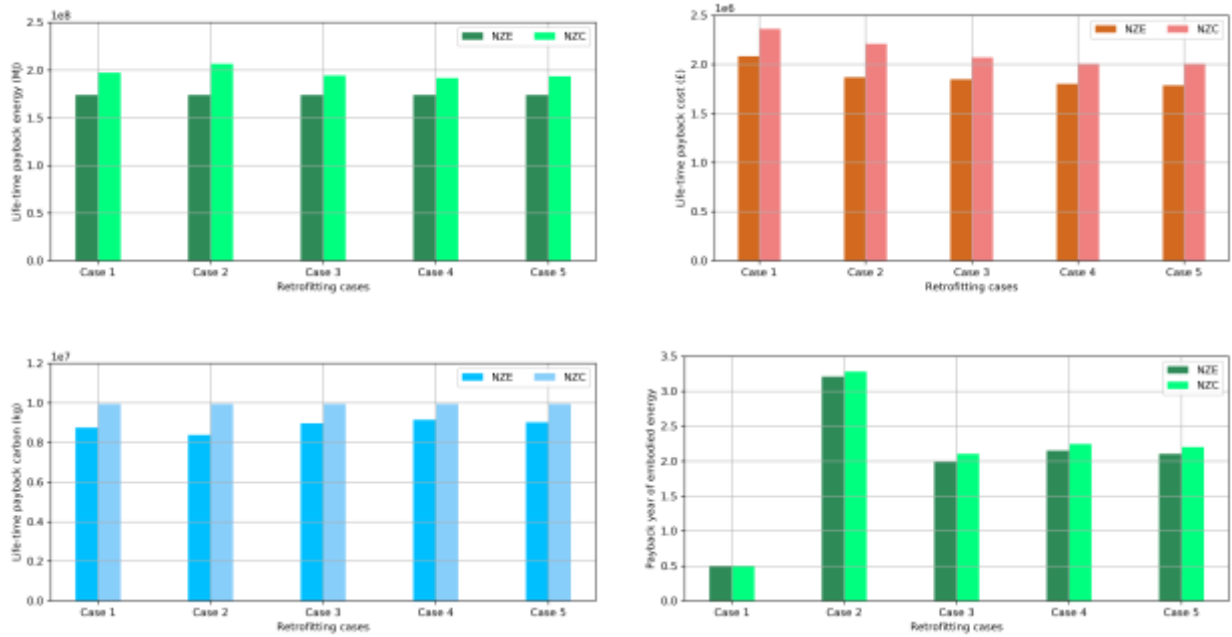 1e8
2.5
2.0
1.5
1.0
0.5
0.0
Life-time payback energy (MJ)
NZE NZC
Case 1 Case 2 Case 3 Case 4 Case 5
Retrofitting cases
1e6
2.5
2.0
1.5
1.0
0.5
0.0
Life-time payback cost (£)
NZE NZC
Case 1 Case 2 Case 3 Case 4 Case 5
Retrofitting cases
1e7
1.2
1.0
0.8
0.6
0.4
0.2
0.0
Life-time payback carbon (kg)
NZE NZC
Case 1 Case 2 Case 3 Case 4 Case 5
Retrofitting cases
3.5
3.0
2.5
2.0
1.5
1.0
0.5
0.0
Payback year of embodied energy
NZE
NZC
Case 1 Case 2 Case 3 Case 4 Case 5
Retrofitting cases